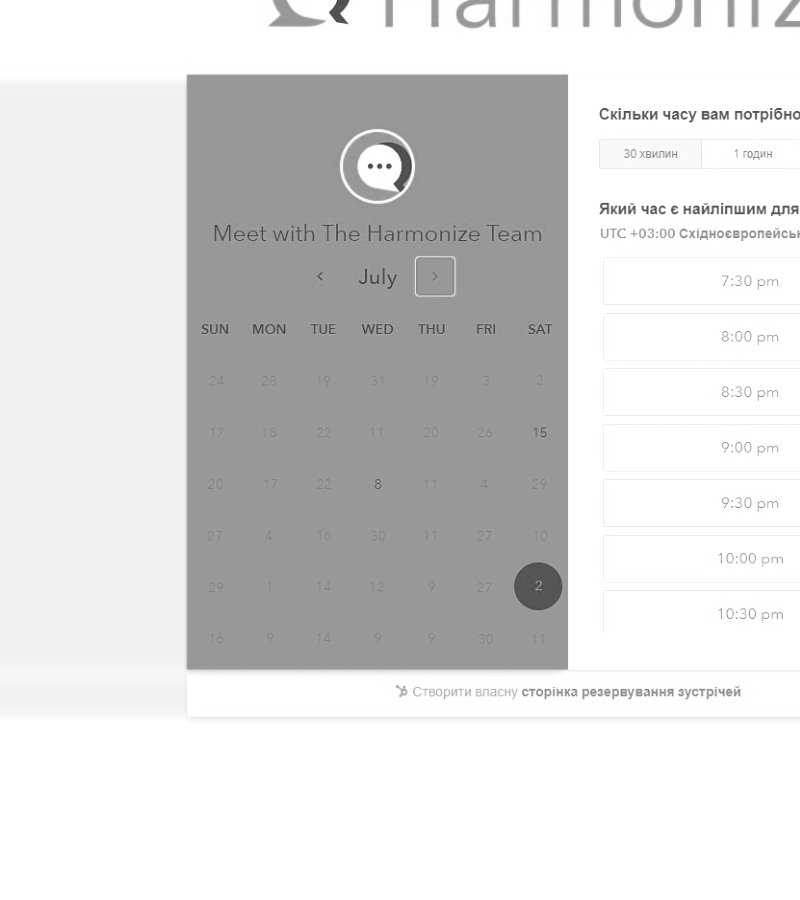 Harmoniz
Meet with The Harmonize Team
July
SUN MON TUE WED THU FRI SAT
24 28 19 31 19 3 2
17 18 22 11 20 26 15
20 17 22 8 11 4 29
27 4 16 30 11 27 10
29 1 14 12 9 27 2
16 9 14 9 9 30 11
Скільки часу вам потрібно
30 хвилин 1 годин
Який час є найліпшим для
UTC +03:00 Східноєвропейськ
7:30 pm
8:00 pm
8:30 pm
9:00 pm
9:30 pm
10:00 pm
10:30 pm
Створити власну сторінка резервування зустрічей